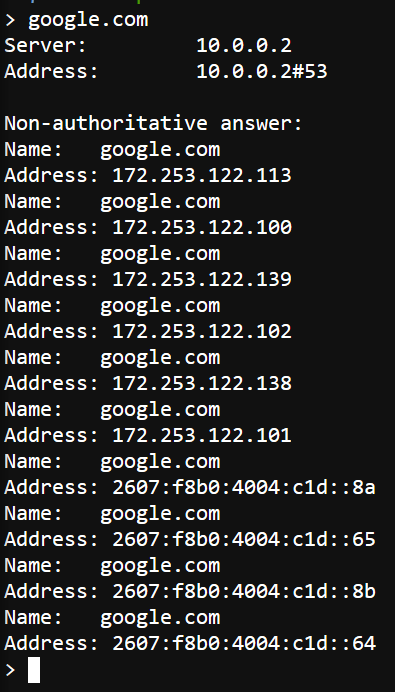 > google.com
Server:         10.0.0.2
Address:        10.0.0.2#53

Non-authoritative answer:
Name:   google.com
Address: 172.253.122.113
Name:   google.com
Address: 172.253.122.100
Name:   google.com
Address: 172.253.122.139
Name:   google.com
Address: 172.253.122.102
Name:   google.com
Address: 172.253.122.138
Name:   google.com
Address: 172.253.122.101
Name:   google.com
Address: 2607:f8b0:4004:c1d::8a
Name:   google.com
Address: 2607:f8b0:4004:c1d::65
Name:   google.com
Address: 2607:f8b0:4004:c1d::8b
Name:   google.com
Address: 2607:f8b0:4004:c1d::64
>